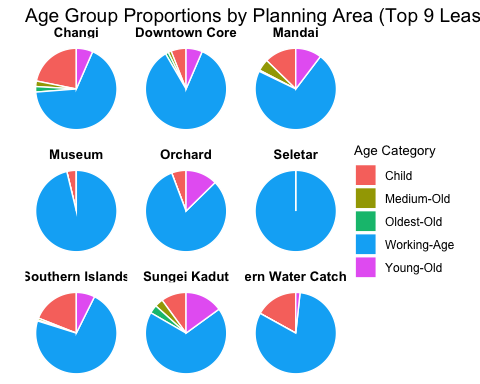 Age Group Proportions by Planning Area (Top 9 Leas
Changi
Downtown Core
Mandai
Museum
Orchard
Seletar
Southern Islands
Sungei Kadut
ern Water Catch
Age Category
Child
Medium-Old
Oldest-Old
Working-Age
Young-Old